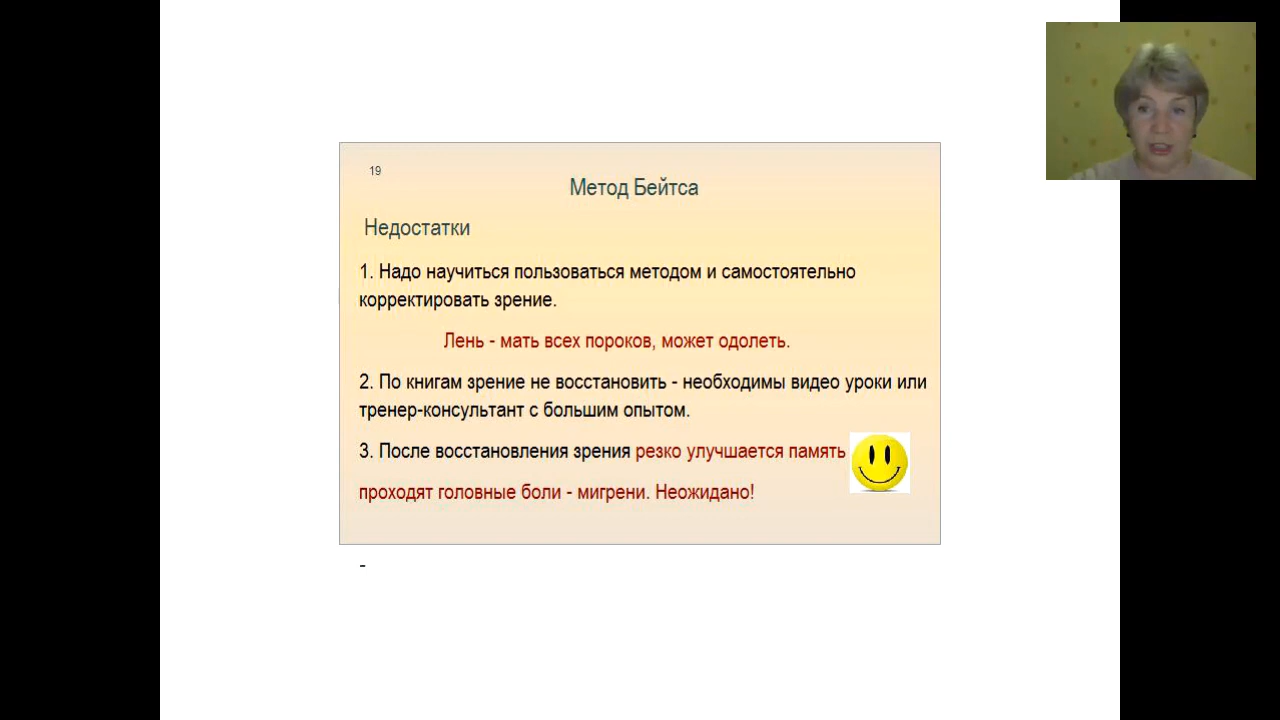 19
Метод Бейтса
Недостатки
1. Надо научиться пользоваться методом и самостоятельно
корректировать зрение.
Лень - мать всех пороков, может одолеть.
2. По книгам зрение не восстановить - необходимы видео уроки или
тренер-консультант с большим опытом.
3. После восстановления зрения резко улучшается память
проходят головные боли - мигрени. Неожидано!
-